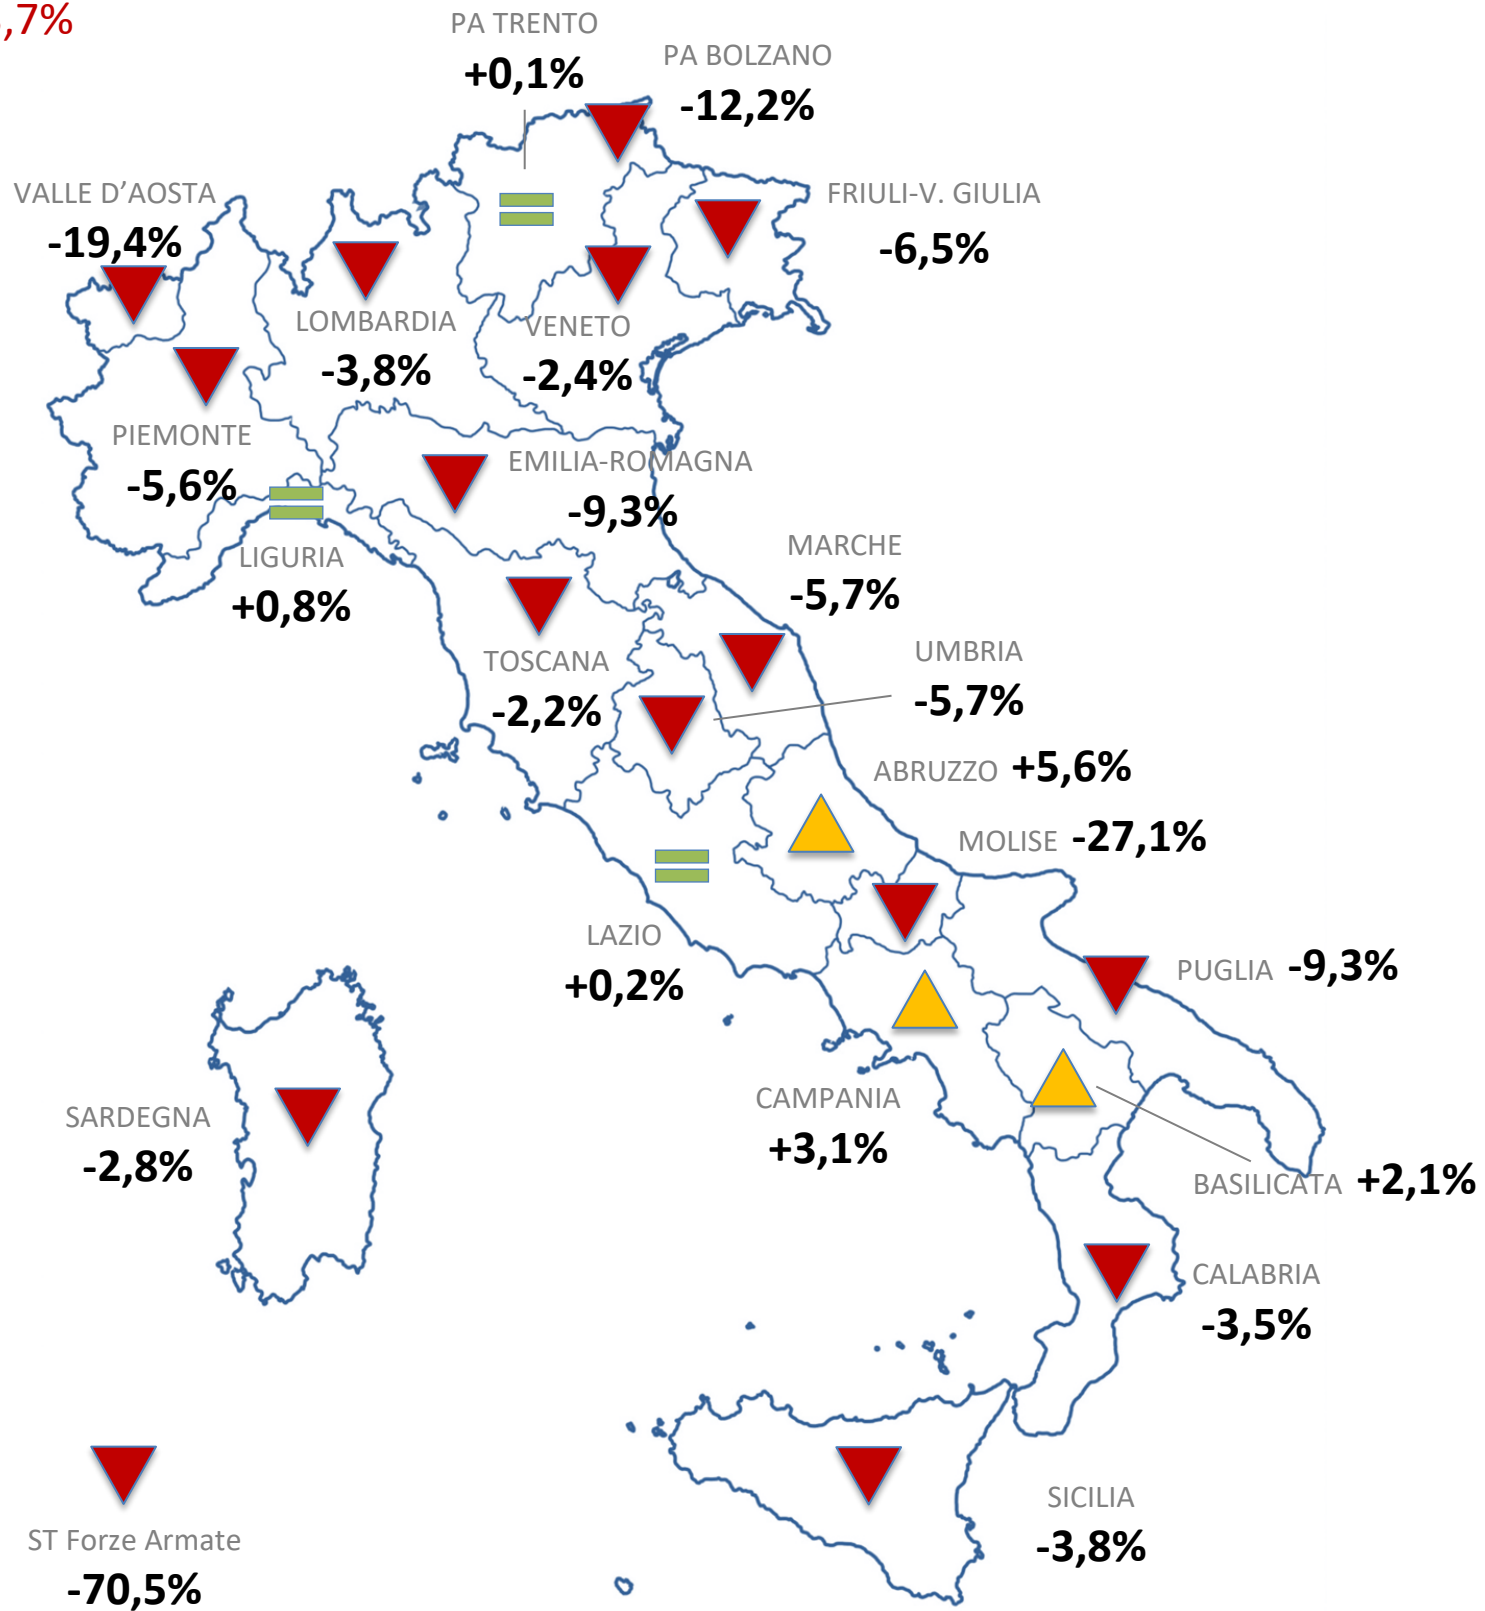 ,7%
PA TRENTO
+0,1%
PA BOLZANO
-12,2%
VALLE D’AOSTA
-19,4%
FRIULI-V. GIULIA
-6,5%
LOMBARDIA
-3,8%
VENETO
-2,4%
PIEMONTE
-5,6%
EMILIA-ROMAGNA
-9,3%
LIGURIA
+0,8%
MARCHE
-5,7%
TOSCANA
-2,2%
UMBRIA
-5,7%
ABRUZZO +5,6%
MOLISE -27,1%
LAZIO
+0,2%
PUGLIA -9,3%
CAMPANIA
+3,1%
SARDEGNA
-2,8%
BASILICATA +2,1%
CALABRIA
-3,5%
SICILIA
-3,8%
ST Forze Armate
-70,5%